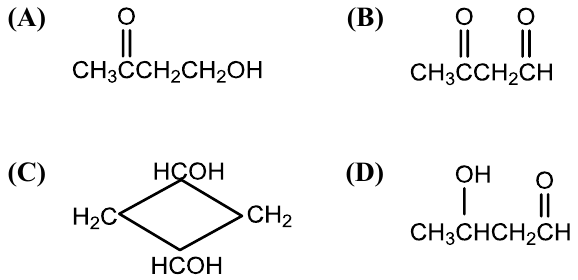 (A)
O
CH3CCH2CH2OH
(B)
O O
CH3CCH2CH
(C)
HCOH
H2C CH2
HCOH
(D)
OH O
CH3CHCH2CH